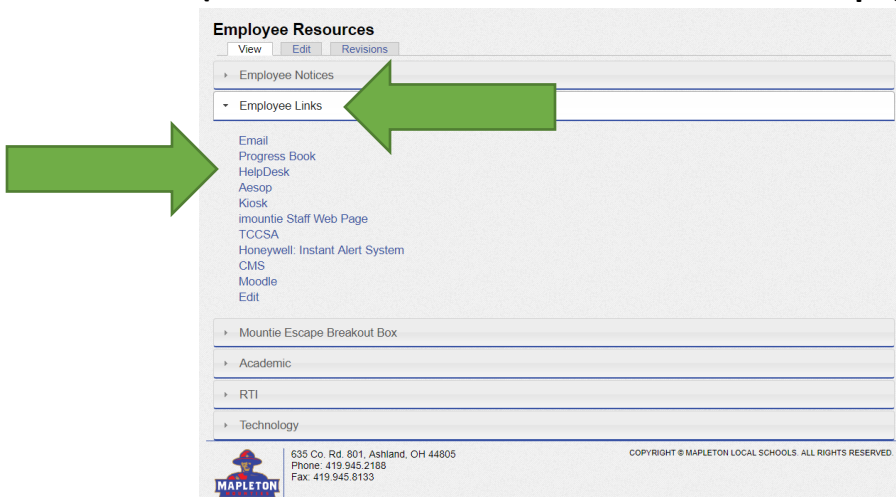 Employee Resources
View Edit Revisions
Employee Notices
Employee Links
Email
Progress Book
HelpDesk
Aesop
Kiosk
imountie Staff Web Page
TCCSA
Honeywell: Instant Alert System
CMS
Moodle
Edit
Mountie Escape Breakout Box
Academic
RTI
Technology
635 Co. Rd. 801, Ashland, OH 44805
Phone: 419.945.2188
Fax: 419.945.8133
COPYRIGHT © MAPLETON LOCAL SCHOOLS. ALL RIGHTS RESERVED.
MAPLETON